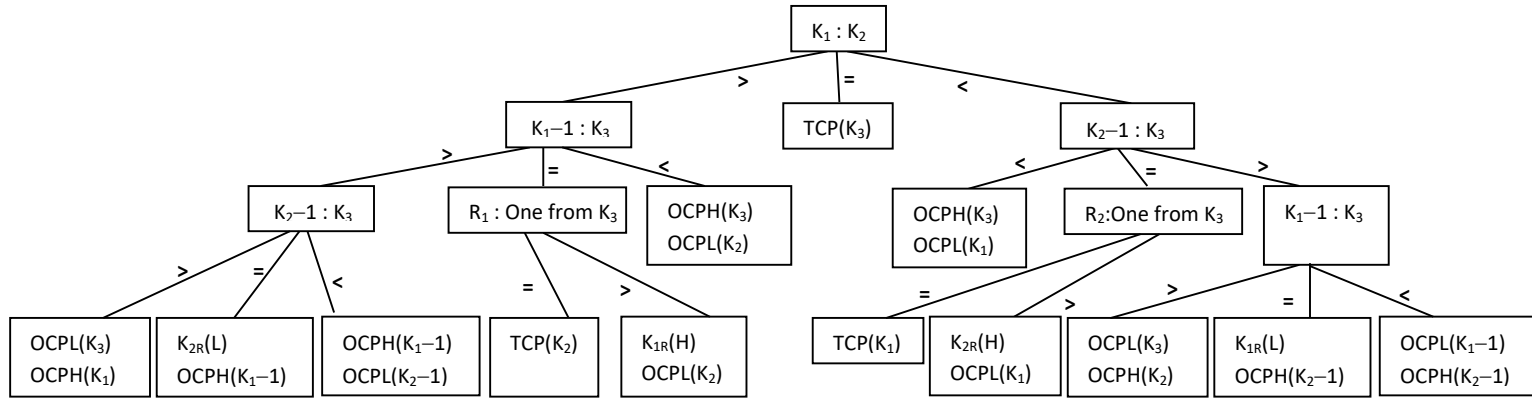 K₁ : K₂
> = <
K₁–1 : K₃
TCP(K₃)
K₂–1 : K₃
> = <
< = >
K₂–1 : K₃
R₁ : One from K₃
OCPH(K₃)
OCPL(K₂)
OCPH(K₃)
OCPL(K₁)
R₂:One from K₃
K₁–1 : K₃
> = <
= >
= >
> = <
OCPL(K₃)
OCPH(K₁)
K₂R(L)
OCPH(K₁–1)
OCPH(K₁–1)
OCPL(K₂–1)
TCP(K₂)
K₁R(H)
OCPL(K₂)
TCP(K₁)
K₂R(H)
OCPL(K₁)
OCPL(K₃)
OCPH(K₂)
K₁R(L)
OCPH(K₂–1)
OCPL(K₁–1)
OCPH(K₂–1)